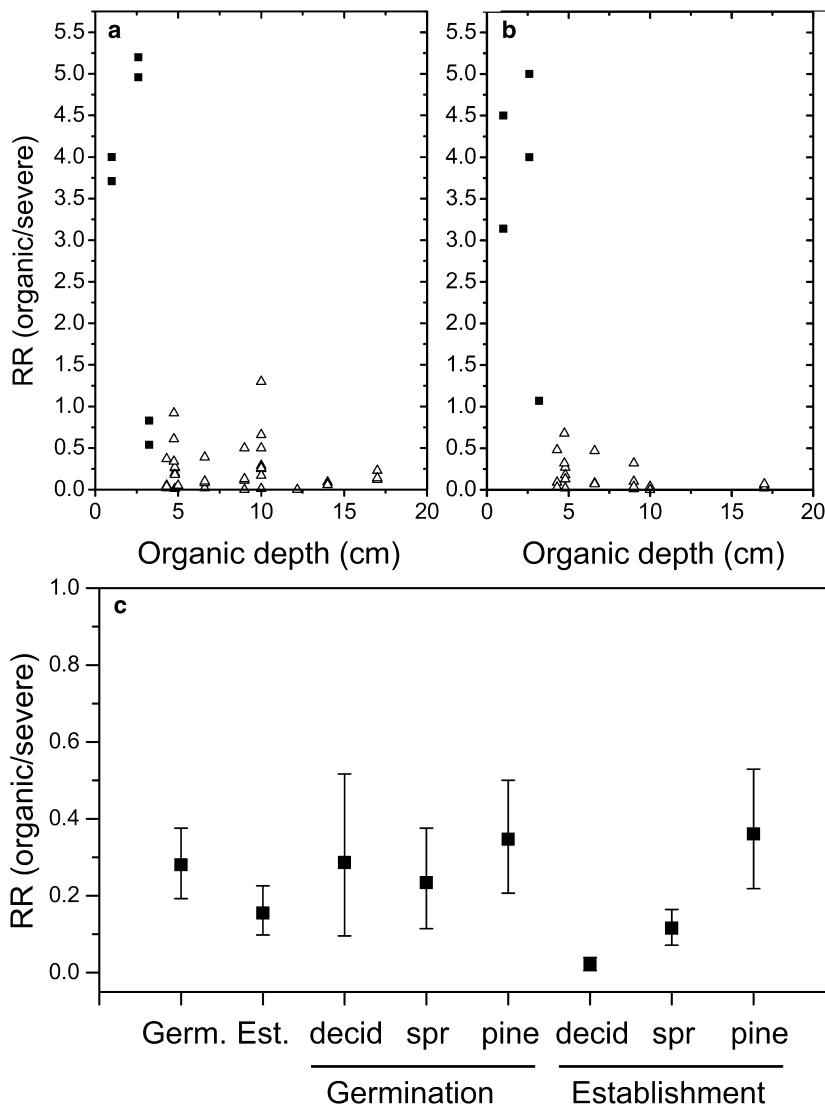 a
b
5.5
5.0
4.5
4.0
3.5
3.0
2.5
2.0
1.5
1.0
0.5
0.0
RR (organic/severe)
0 5 10 15 20
Organic depth (cm)
5.5
5.0
4.5
4.0
3.5
3.0
2.5
2.0
1.5
1.0
0.5
0.0
0 5 10 15 20
Organic depth (cm)
c
1.0
0.8
0.6
0.4
0.2
0.0
RR (organic/severe)
Germ. Est. decid spr pine decid spr pine
Germination Establishment